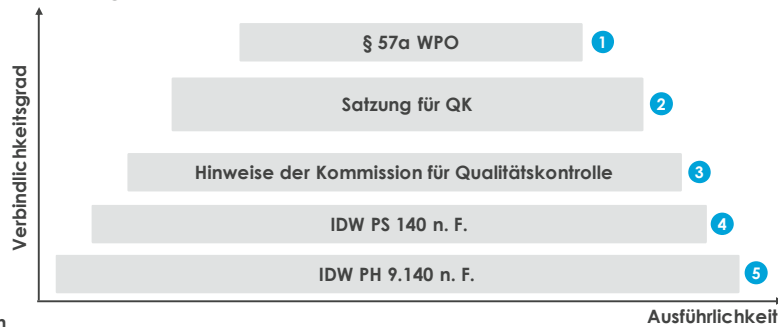 § 57a WPO
1
Satzung für QK
2
Hinweise der Kommission für Qualitätskontrolle
3
IDW PS 140 n. F.
4
IDW PH 9.140 n. F.
5
Verbindlichkeitsgrad
Ausführlichkeit